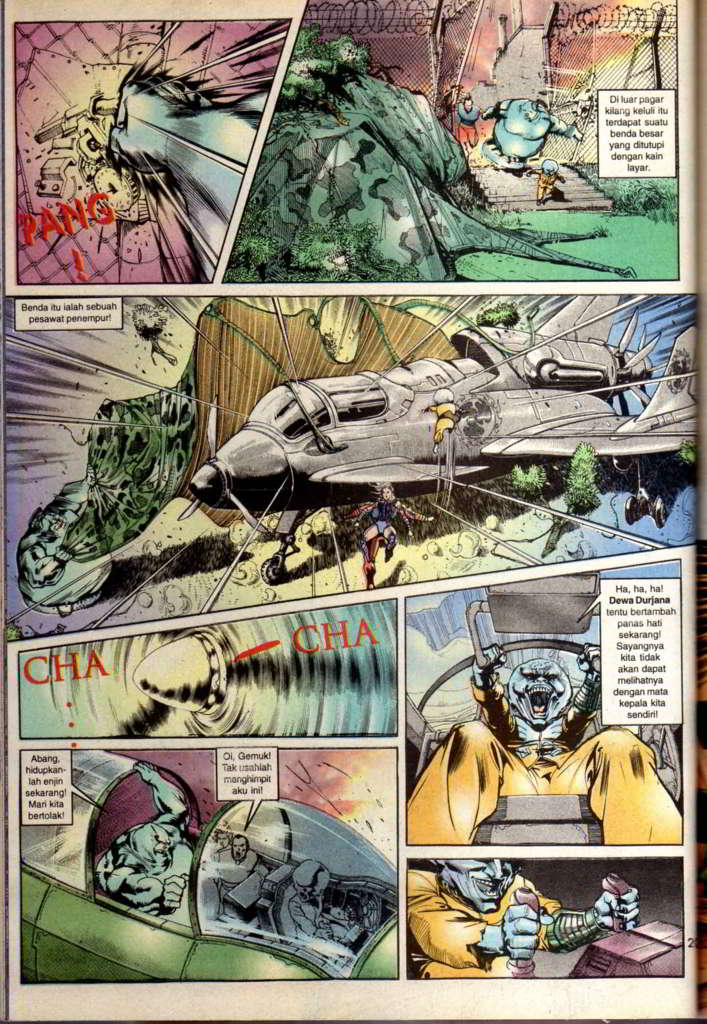 PANG
!
Di luar pagar
kilang keluli itu
terdapat suatu
benda besar
yang ditutupi
dengan kain
layar.
Benda itu ialah sebuah
pesawat penempur!
CHA
CHA
...
Ha, ha, ha!
Dewa Durjana
tentu bertambah
panas hati
sekarang!
Sayangnya
kita tidak
akan dapat
melihatnya
dengan mata
kepala kita
sendiri!
Abang,
hidupkan-
lah enjin
sekarang!
Mari kita
bertolak!
Oi, Gemuk!
Tak usahlah
menghimpit
aku ini!